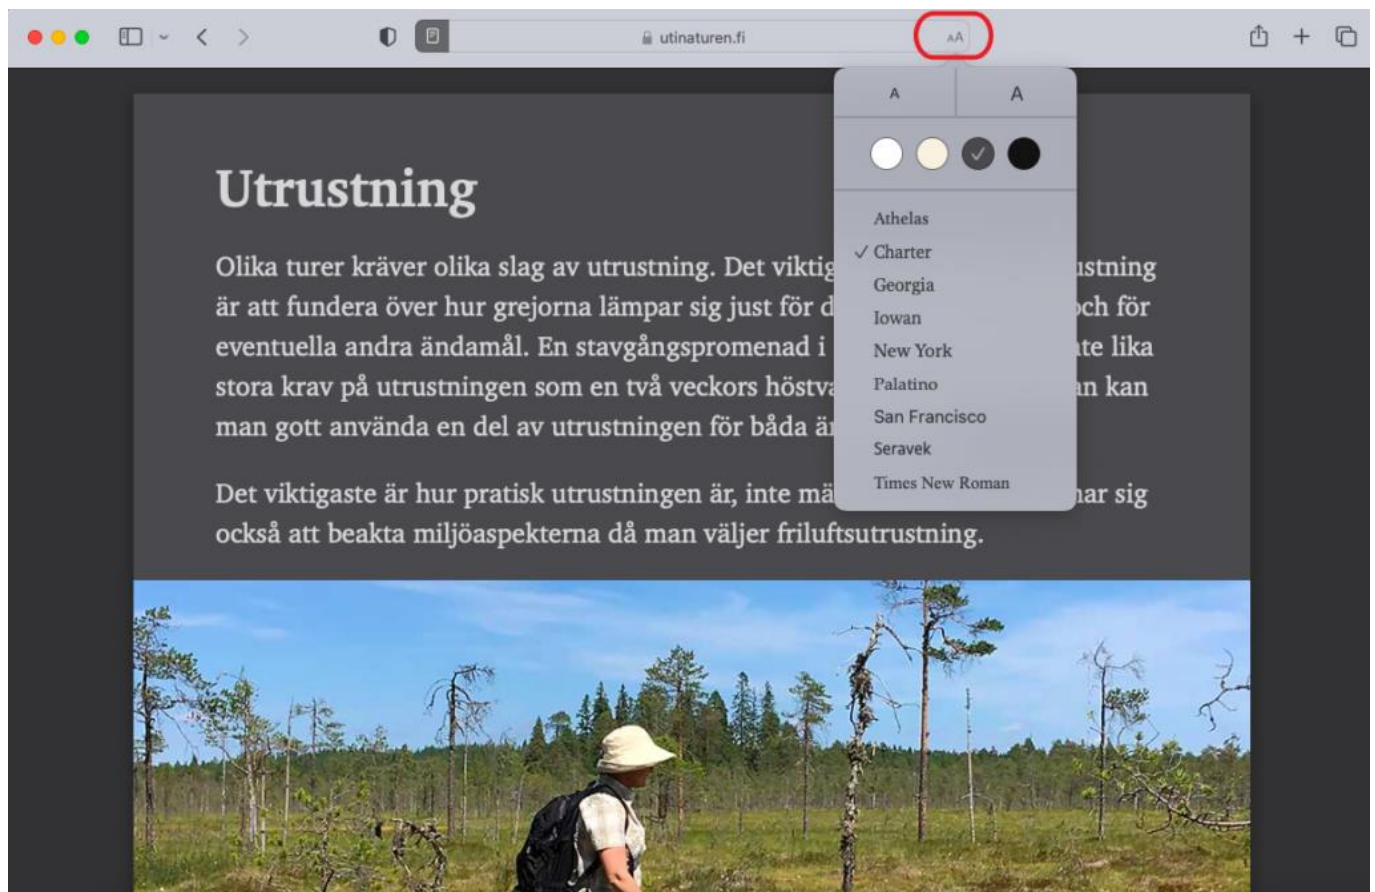 utinaturen.fi
AA
A A
Utrustning
Olika turer kräver olika slag av utrustning. Det viktig ustning
är att fundera över hur grejorna lämpar sig just för d och för
eventuella andra ändamål. En stavgångspromenad i te lika
stora krav på utrustningen som en två veckors höstva n kan
man gott använda en del av utrustningen för båda ä
Det viktigaste är hur pratisk utrustningen är, inte mä nar sig
också att beakta miljöaspekterna då man väljer friluftsutrustning.
Athelas
✓ Charter
Georgia
Iowan
New York
Palatino
San Francisco
Seravek
Times New Roman